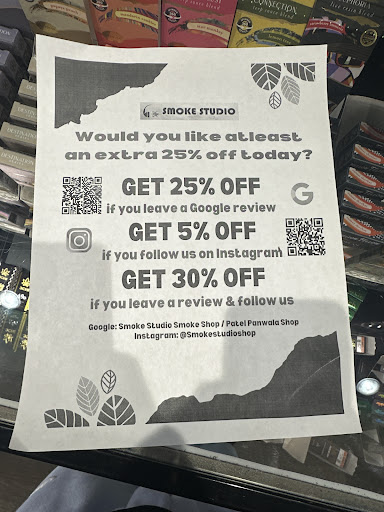 CONNECTION
SMOKE STUDIO
Would you like atleast
an extra 25% off today?
GET 25% OFF
if you leave a Google review
GET 5% OFF
if you follow us on Instagram
GET 30% OFF
if you leave a review & follow us
Google: Smoke Studio Smoke Shop / Patel Panwala Shop
Instagram: @Smokestudioshop